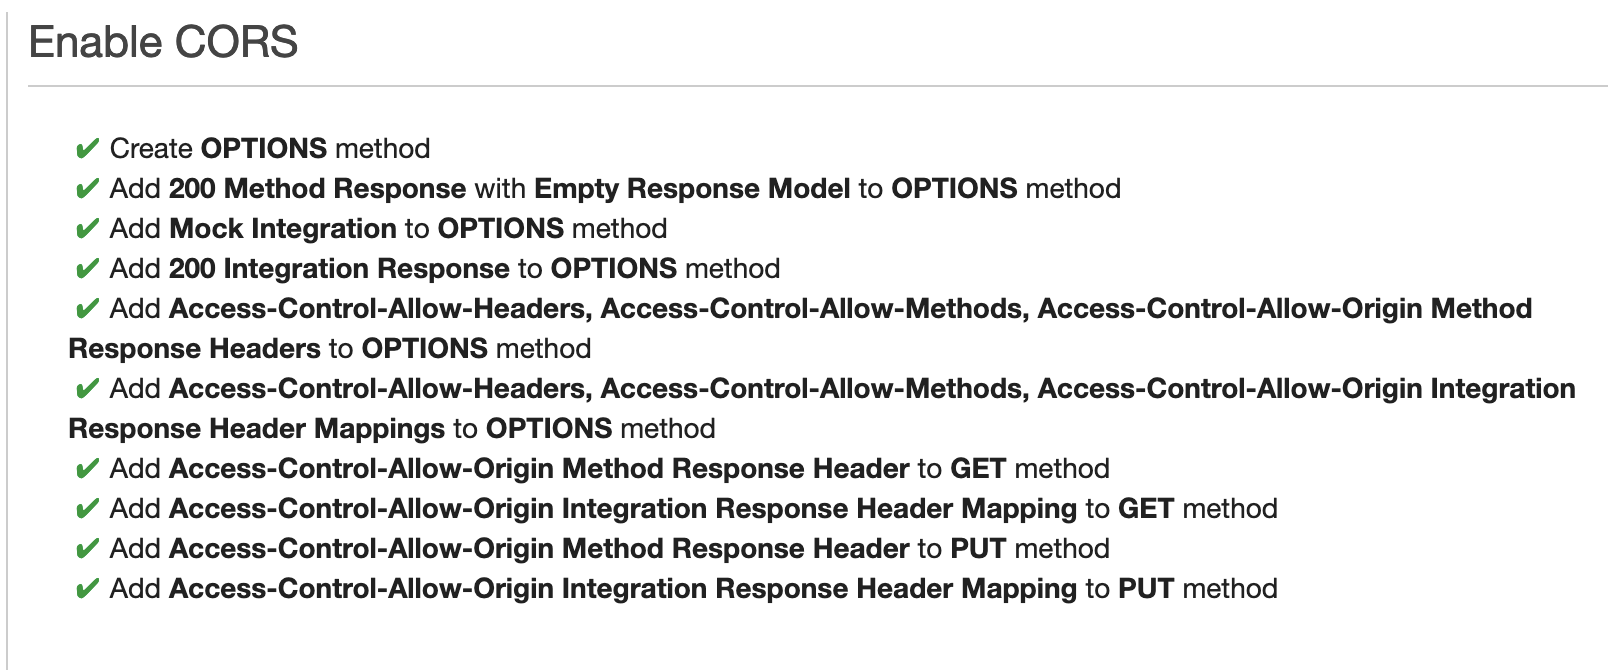 Enable CORS
✔ Create OPTIONS method
✔ Add 200 Method Response with Empty Response Model to OPTIONS method
✔ Add Mock Integration to OPTIONS method
✔ Add 200 Integration Response to OPTIONS method
✔ Add Access-Control-Allow-Headers, Access-Control-Allow-Methods, Access-Control-Allow-Origin Method
Response Headers to OPTIONS method
✔ Add Access-Control-Allow-Headers, Access-Control-Allow-Methods, Access-Control-Allow-Origin Integration
Response Header Mappings to OPTIONS method
✔ Add Access-Control-Allow-Origin Method Response Header to GET method
✔ Add Access-Control-Allow-Origin Integration Response Header Mapping to GET method
✔ Add Access-Control-Allow-Origin Method Response Header to PUT method
✔ Add Access-Control-Allow-Origin Integration Response Header Mapping to PUT method